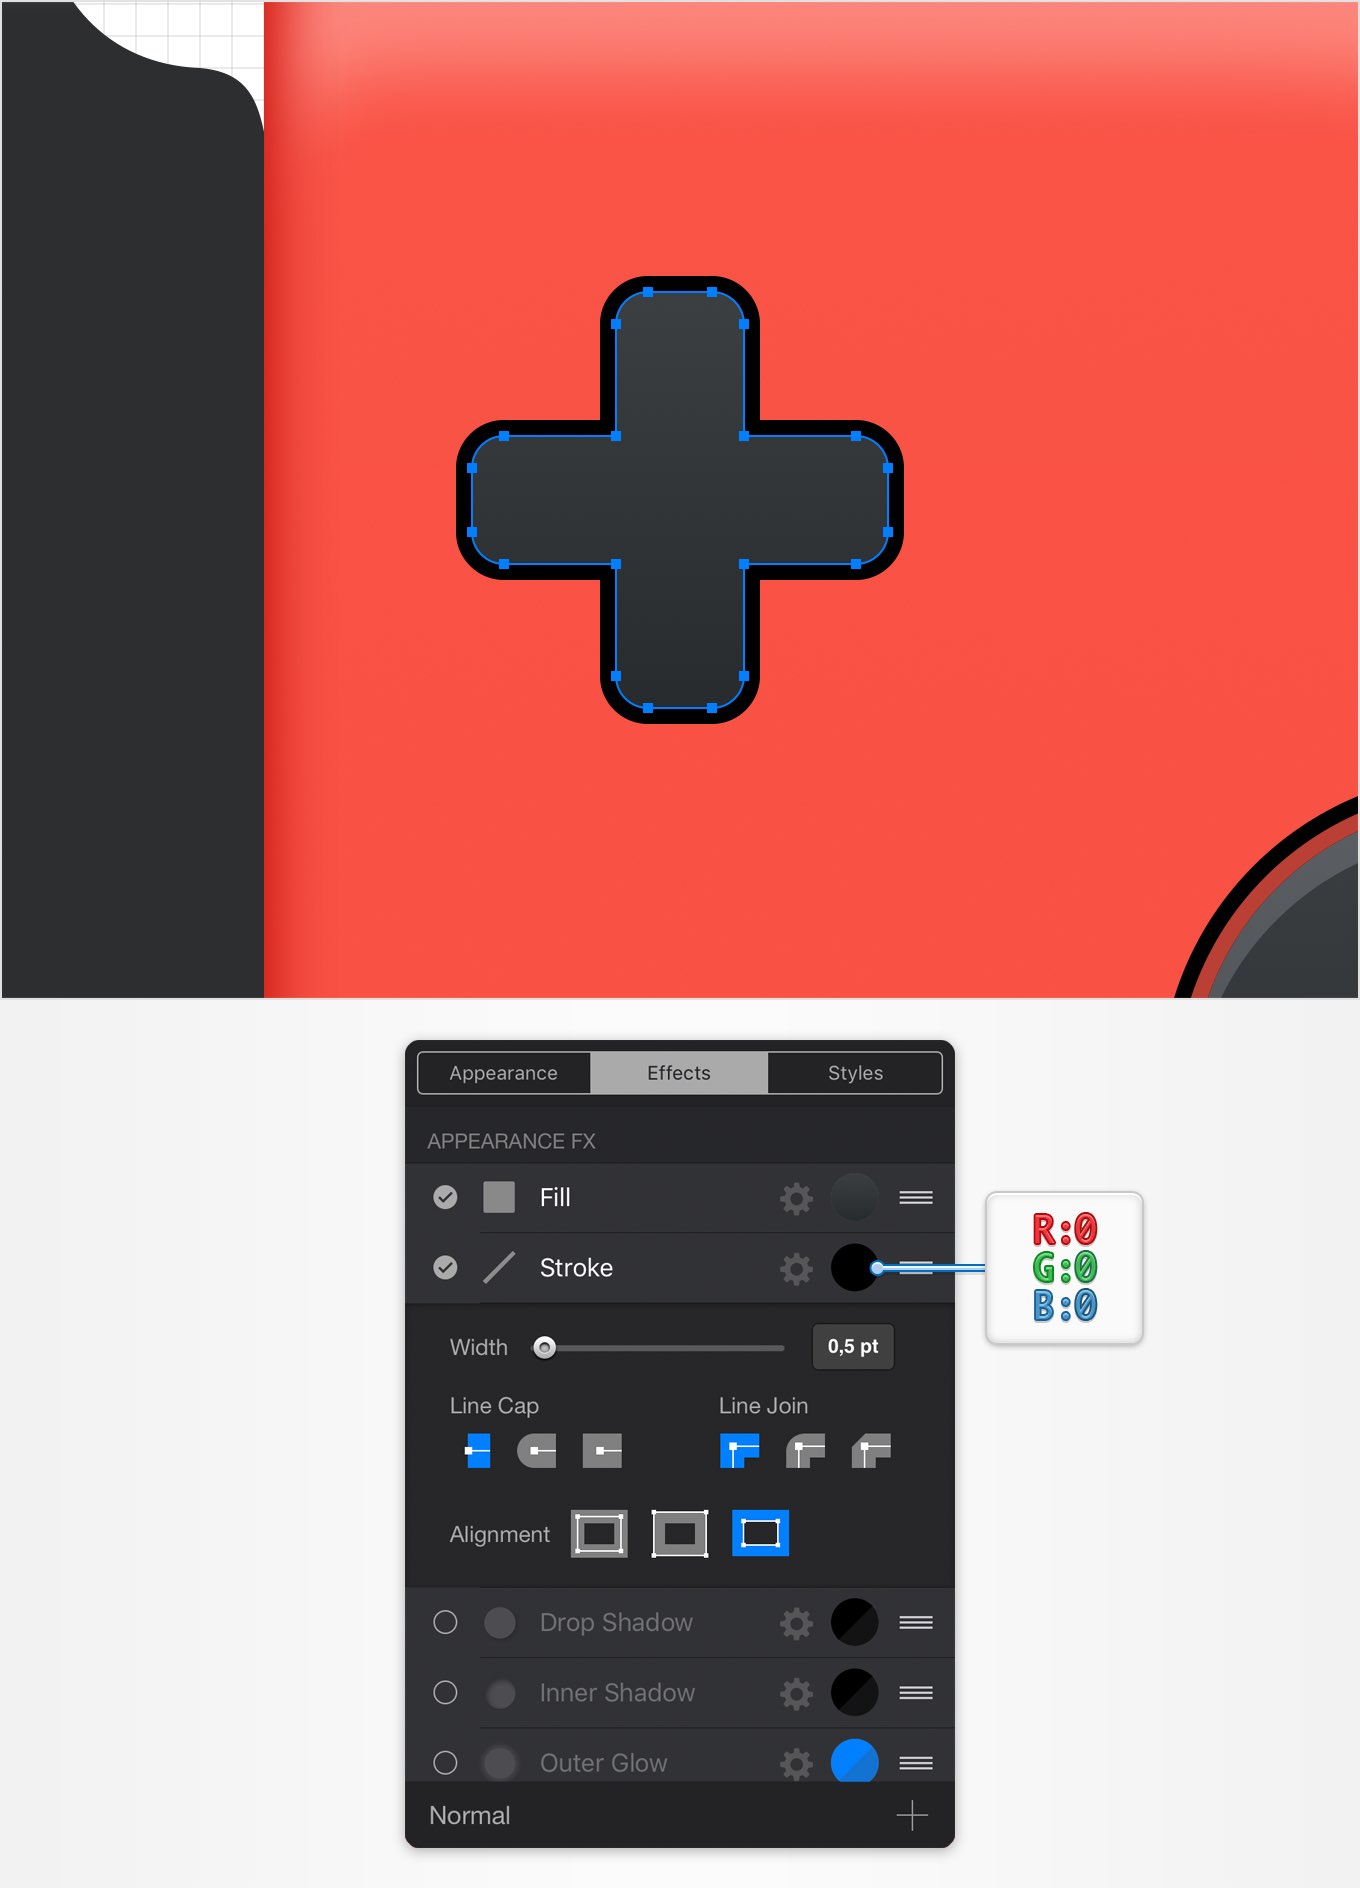 Appearance Effects Styles
APPEARANCE FX
Fill
Stroke
R:0
G:0
B:0
Width 0,5 pt
Line Cap Line Join
Alignment
Drop Shadow
Inner Shadow
Outer Glow
Normal